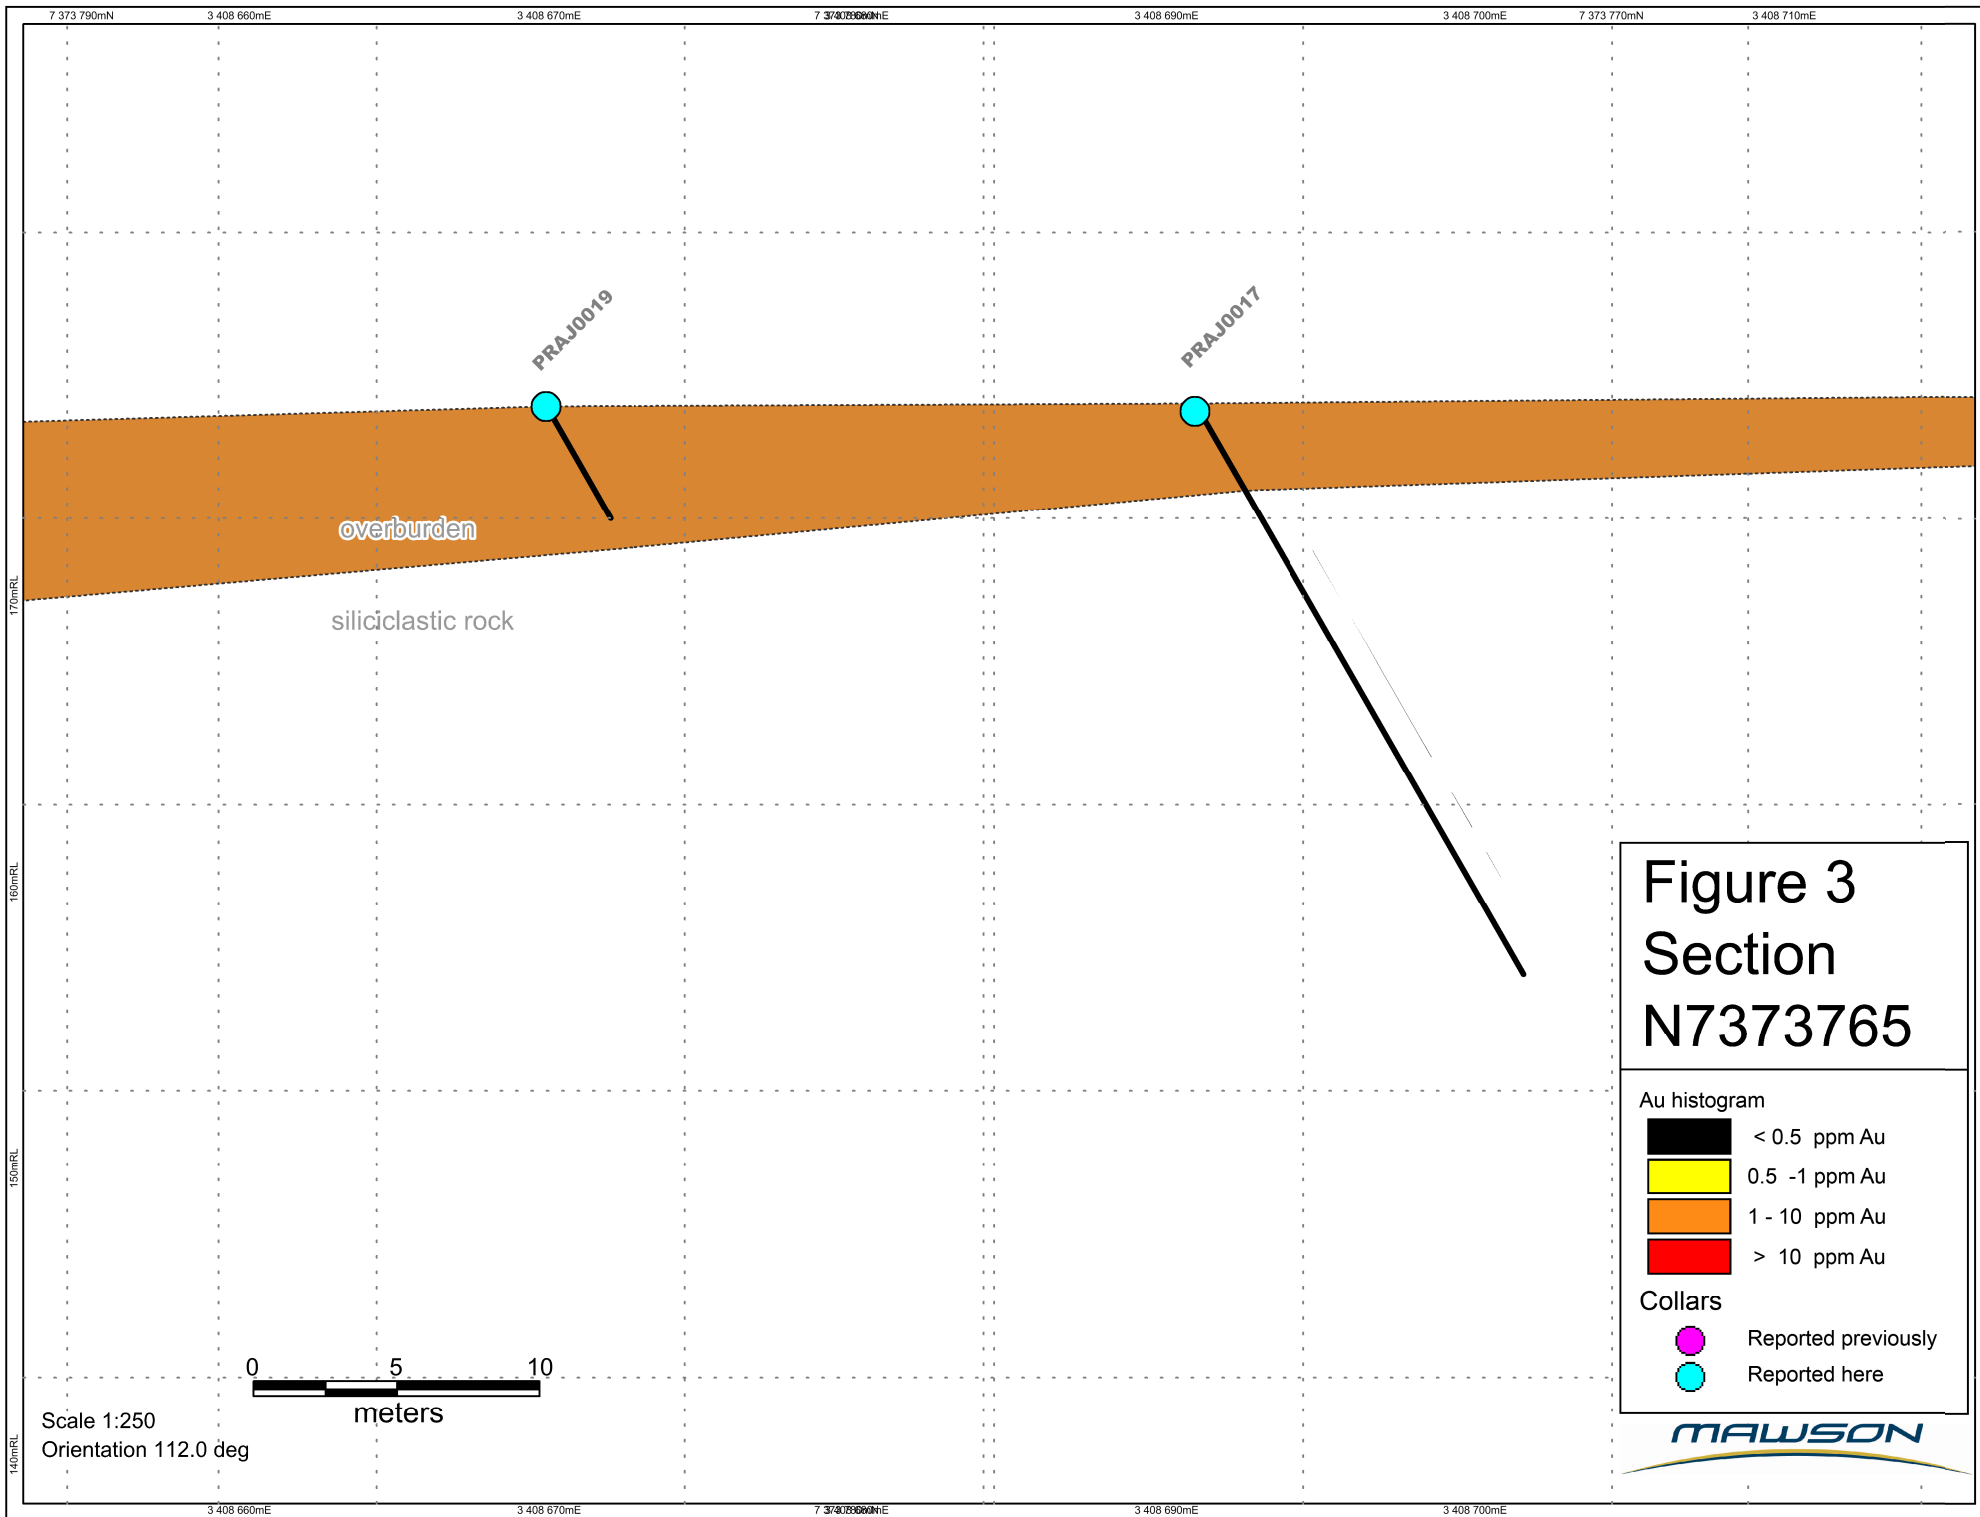 7 373 790mN 3 408 660mE 3 408 670mE 3 408 690mE 3 408 700mE 7 373 770mN 3 408 710mE
PRAJ0019
PRAJ0017
overburden
siliciclastic rock
170mRL
160mRL
150mRL
140mRL
Figure 3
Section
N7373765
Au histogram
< 0.5 ppm Au
0.5 -1 ppm Au
1 - 10 ppm Au
> 10 ppm Au
Collars
Reported previously
Reported here
MAWSON
0 5 10
meters
Scale 1:250
Orientation 112.0 deg
3 408 660mE 3 408 670mE 3 408 690mE 3 408 700mE